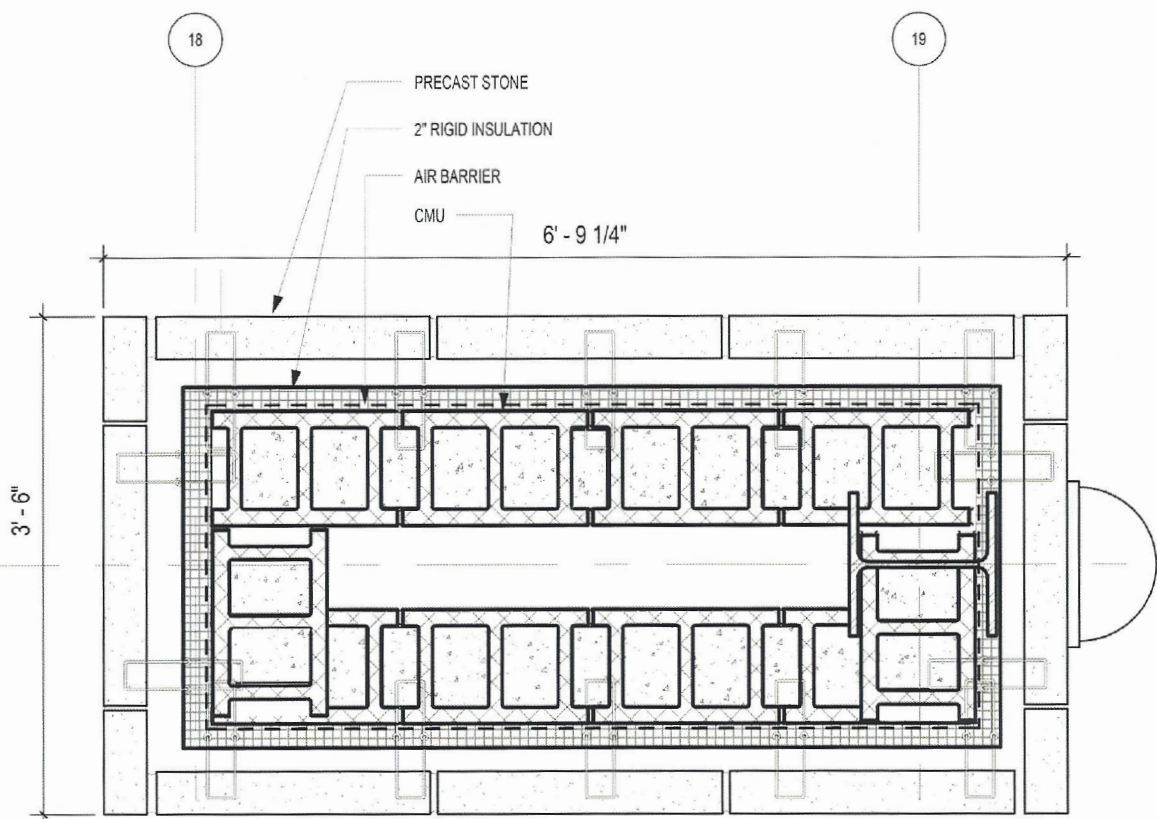 18
19
PRECAST STONE
2" RIGID INSULATION
AIR BARRIER
CMU
6' - 9 1/4"
3' - 6"